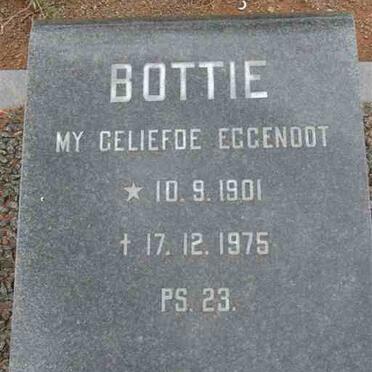 BOTTIE
MY GELIEFDE EGGENOOT
★ 10.9.1901
† 17.12.1975
PS. 23.